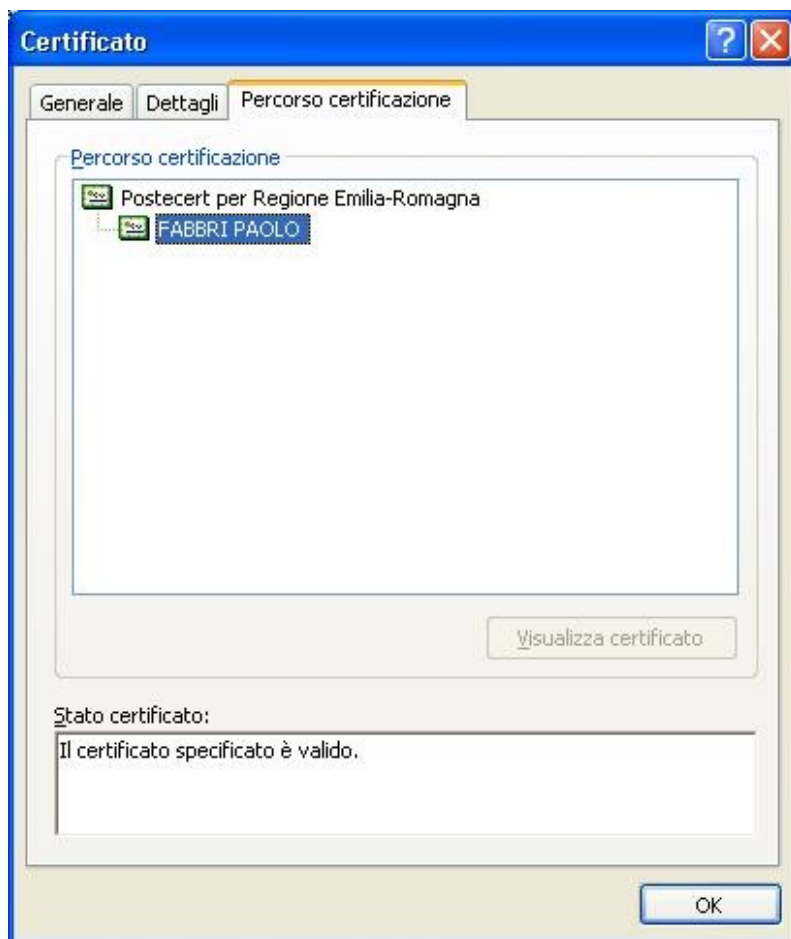 Certificato
Generale Dettagli Percorso certificazione
Percorso certificazione
Postecert per Regione Emilia-Romagna
FABBRI PAOLO
Visualizza certificato
Stato certificato:
Il certificato specificato è valido.
OK